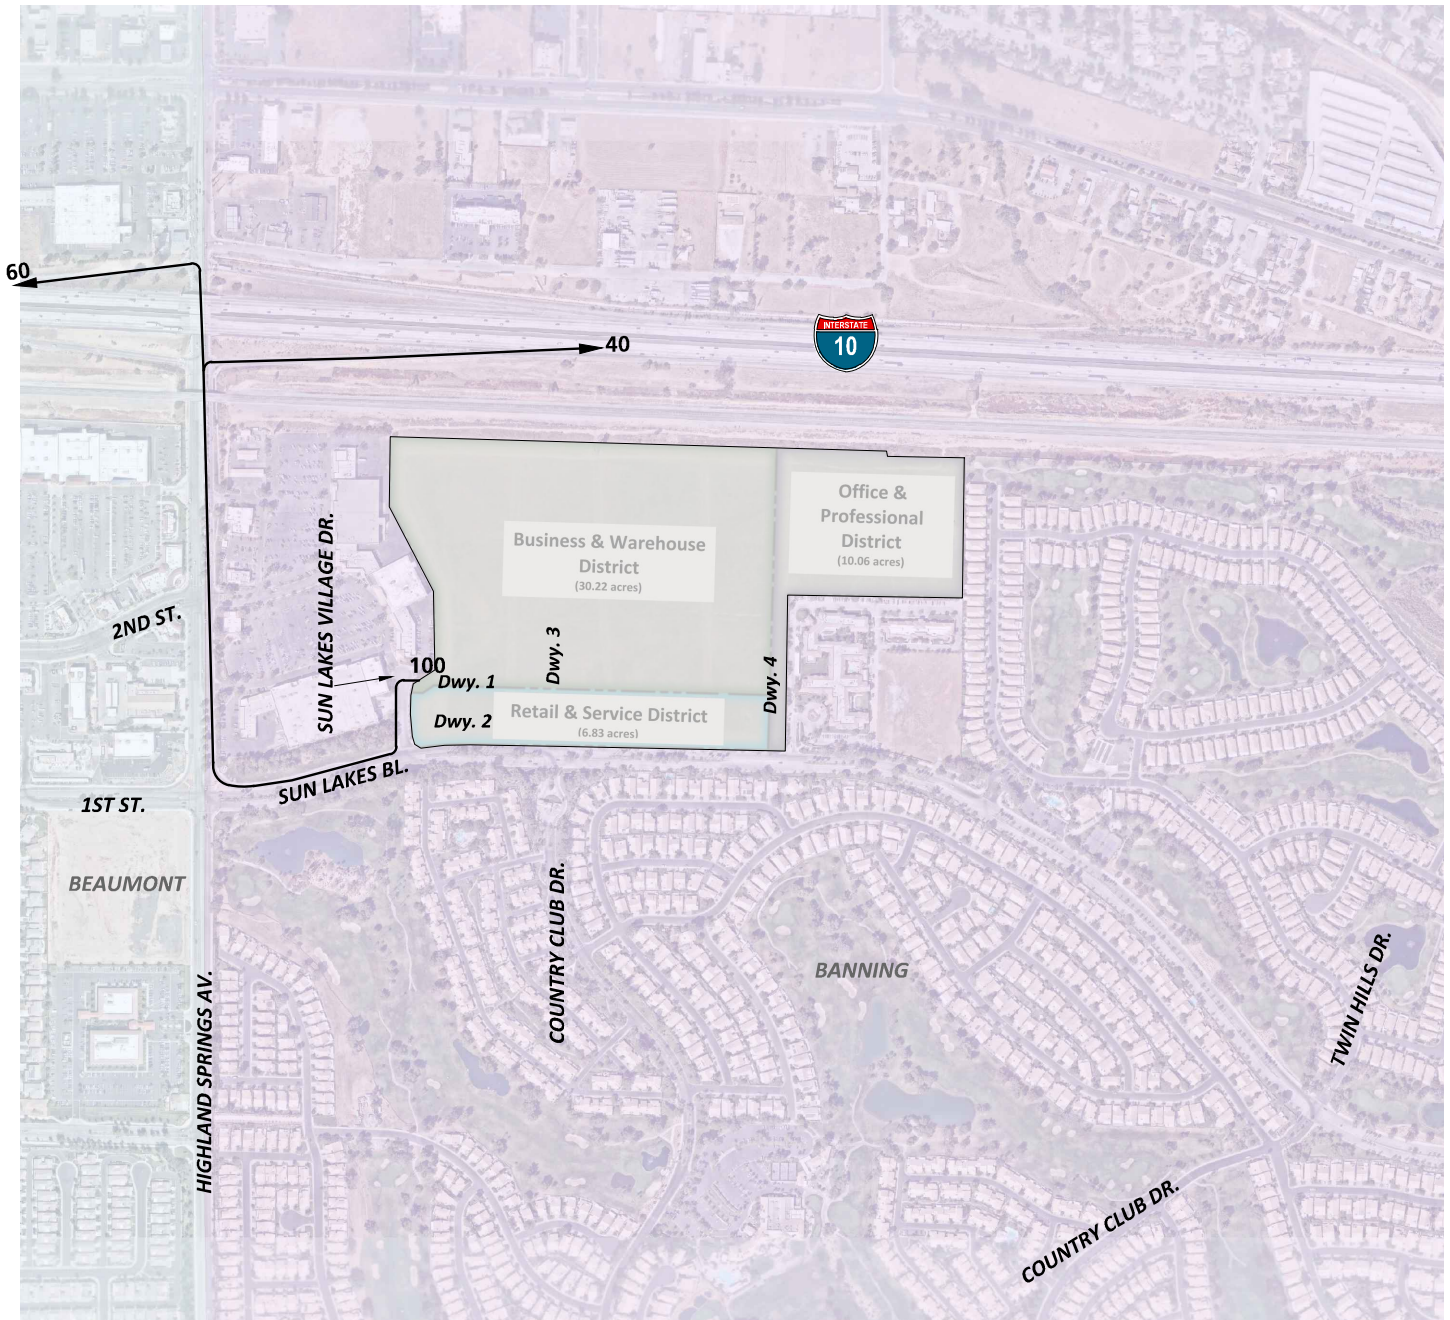 60
40
INTERSTATE
10
Office &
Professional
District
(10.06 acres)
Business & Warehouse
District
(30.22 acres)
SUN LAKES VILLAGE DR.
2ND ST.
Dwy. 3
Dwy. 4
100
Dwy. 1
Dwy. 2
Retail & Service District
(6.83 acres)
SUN LAKES BL.
1ST ST.
BEAUMONT
COUNTRY CLUB DR.
BANNING
TWIN HILLS DR.
HIGHLAND SPRINGS AV.
COUNTRY CLUB DR.